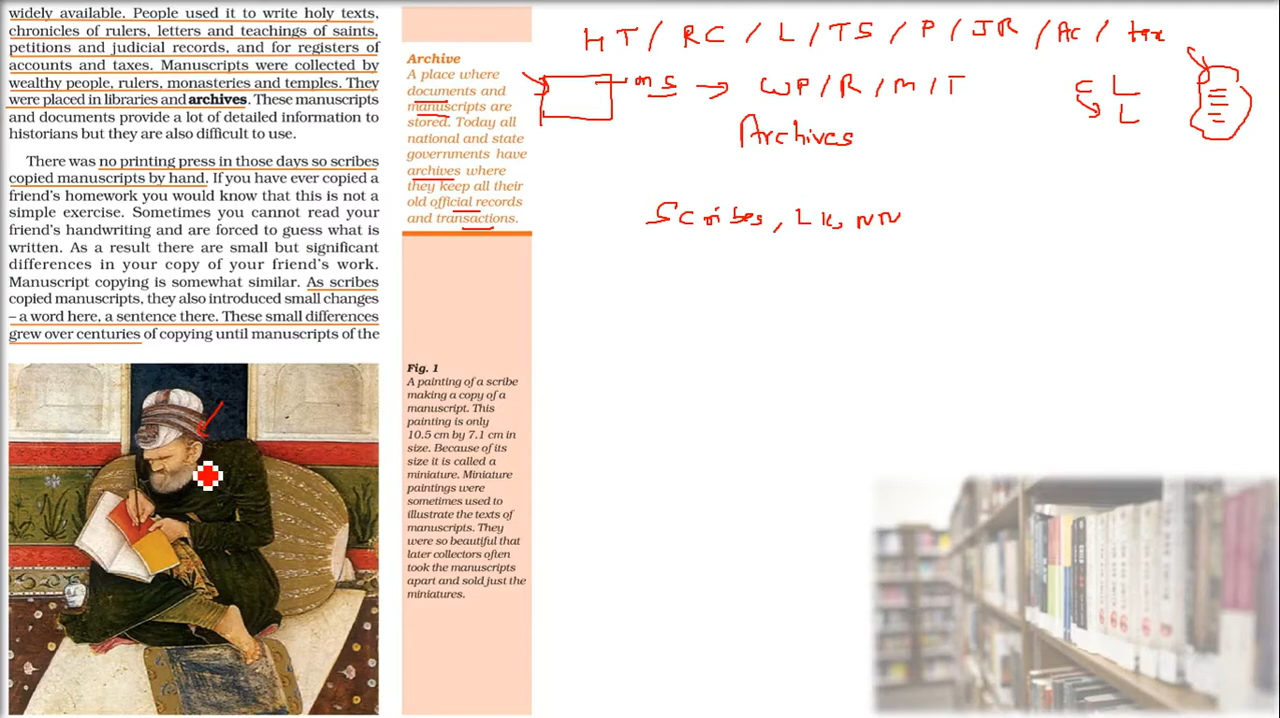 widely available. People used it to write holy texts,
chronicles of rulers, letters and teachings of saints,
petitions and judicial records, and for registers of
accounts and taxes. Manuscripts were collected by
wealthy people, rulers, monasteries and temples. They
were placed in libraries and archives. These manuscripts
and documents provide a lot of detailed information to
historians but they are also difficult to use.
There was no printing press in those days so scribes
copied manuscripts by hand. If you have ever copied a
friend's homework you would know that this is not a
simple exercise. Sometimes you cannot read your
friend's handwriting and are forced to guess what is
written. As a result there are small but significant
differences in your copy of your friend's work.
Manuscript copying is somewhat similar. As scribes
copied manuscripts, they also introduced small changes
– a word here, a sentence there. These small differences
grew over centuries of copying until manuscripts of the
Archive
A place where
documents and
manuscripts are
stored. Today all
national and state
governments have
archives where
they keep all their
old official records
and transactions.
Fig. 1
A painting of a scribe
making a copy of a
manuscript. This
painting is only
10.5 cm by 7.1 cm in
size. Because of its
size it is called a
miniature. Miniature
paintings were
sometimes used to
illustrate the texts of
manuscripts. They
were so beautiful that
later collectors often
took the manuscripts
apart and sold just the
miniatures.
HT / RC / L / TS / P / JR / AC / tax
MS → WP / R / M / T
L
L
Archives
Scribes,